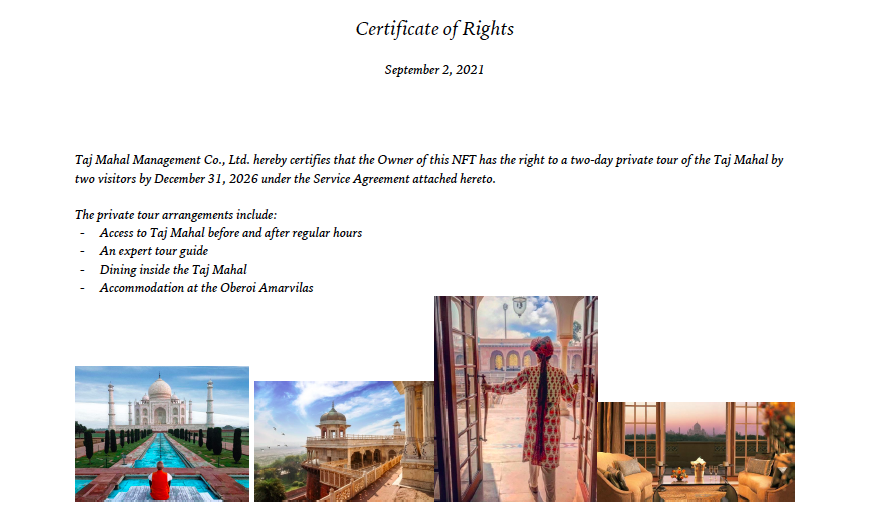 Certificate of Rights
September 2, 2021
Taj Mahal Management Co., Ltd. hereby certifies that the Owner of this NFT has the right to a two-day private tour of the Taj Mahal by
two visitors by December 31, 2026 under the Service Agreement attached hereto.
The private tour arrangements include:
- Access to Taj Mahal before and after regular hours
- An expert tour guide
- Dining inside the Taj Mahal
- Accommodation at the Oberoi Amarvilas